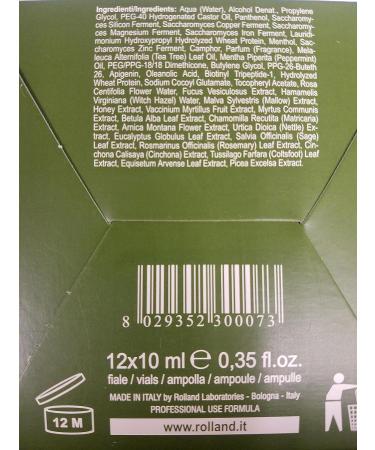 Ingredienti/Ingredients: Aqua (Water), Alcohol Denat., Propylene
Glycol, PEG-40 Hydrogenated Castor Oil, Panthenol, Saccharomy-
ces Silicon Ferment, Saccharomyces Copper Ferment, Saccharomy-
ces Magnesium Ferment, Saccharomyces Iron Ferment, Lauridi-
monium Hydroxypropyl Hydrolyzed Wheat Protein, Menthol, Sac-
charomyces Zinc Ferment, Camphor, Parfum (Fragrance), Mela-
leuca Alternifolia (Tea Tree) Leaf Oil, Mentha Piperita (Peppermint)
Oil, PEG/PPG-18/18 Dimethicone, Butylene Glycol, PPG-26-Buteth-
26, Apigenin, Oleanolic Acid, Biotinyl Tripeptide-1, Hydrolyzed
Wheat Protein, Sodium Cocoyl Glutamate, Tocopheryl Acetate, Rosa
Centifolia Flower Water, Fucus Vesiculosus Extract, Hamamelis
Virginiana (Witch Hazel) Water, Malva Sylvestris (Mallow) Extract,
Honey Extract, Vaccinium Myrtillus Fruit Extract, Myrtus Communis
Extract, Betula Alba Leaf Extract, Chamomilla Recutita (Matricaria)
Extract, Arnica Montana Flower Extract, Urtica Dioica (Nettle) Ex-
tract, Eucalyptus Globulus Leaf Extract, Salvia Officinalis (Sage)
Leaf Extract, Rosmarinus Officinalis (Rosemary) Leaf Extract, Cin-
chona Calisaya (Cinchona) Extract, Tussilago Farfara (Coltsfoot) Leaf
Extract, Equisetum Arvense Leaf Extract, Picea Excelsa Extract.
8 029352 300073
12x10 ml ℮ 0,35 fl.oz.
fiale / vials / ampolla / ampoule / ampulle
MADE IN ITALY by Rolland Laboratories - Bologna - Italy
PROFESSIONAL USE FORMULA
www.rolland.it
12 M